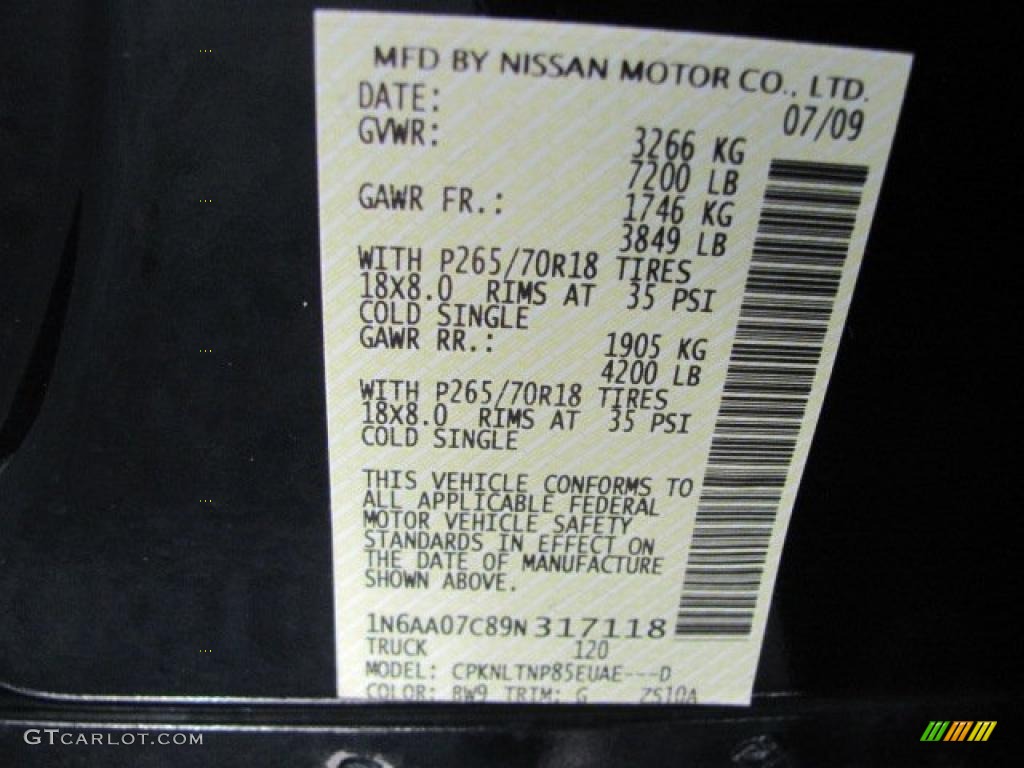 MFD BY NISSAN MOTOR CO., LTD.
DATE: 07/09
GVWR: 3266 KG
7200 LB
GAWR FR.: 1746 KG
3849 LB
WITH P265/70R18 TIRES
18X8.0 RIMS AT 35 PSI
COLD SINGLE
GAWR RR.: 1905 KG
4200 LB
WITH P265/70R18 TIRES
18X8.0 RIMS AT 35 PSI
COLD SINGLE
THIS VEHICLE CONFORMS TO
ALL APPLICABLE FEDERAL
MOTOR VEHICLE SAFETY
STANDARDS IN EFFECT ON
THE DATE OF MANUFACTURE
SHOWN ABOVE.
1N6AA07C89N317118
TRUCK 120
MODEL: CPKNLTNP85EUAE---D
COLOR: BW9 TRIM: G ZS10A
GTCARLOT.COM